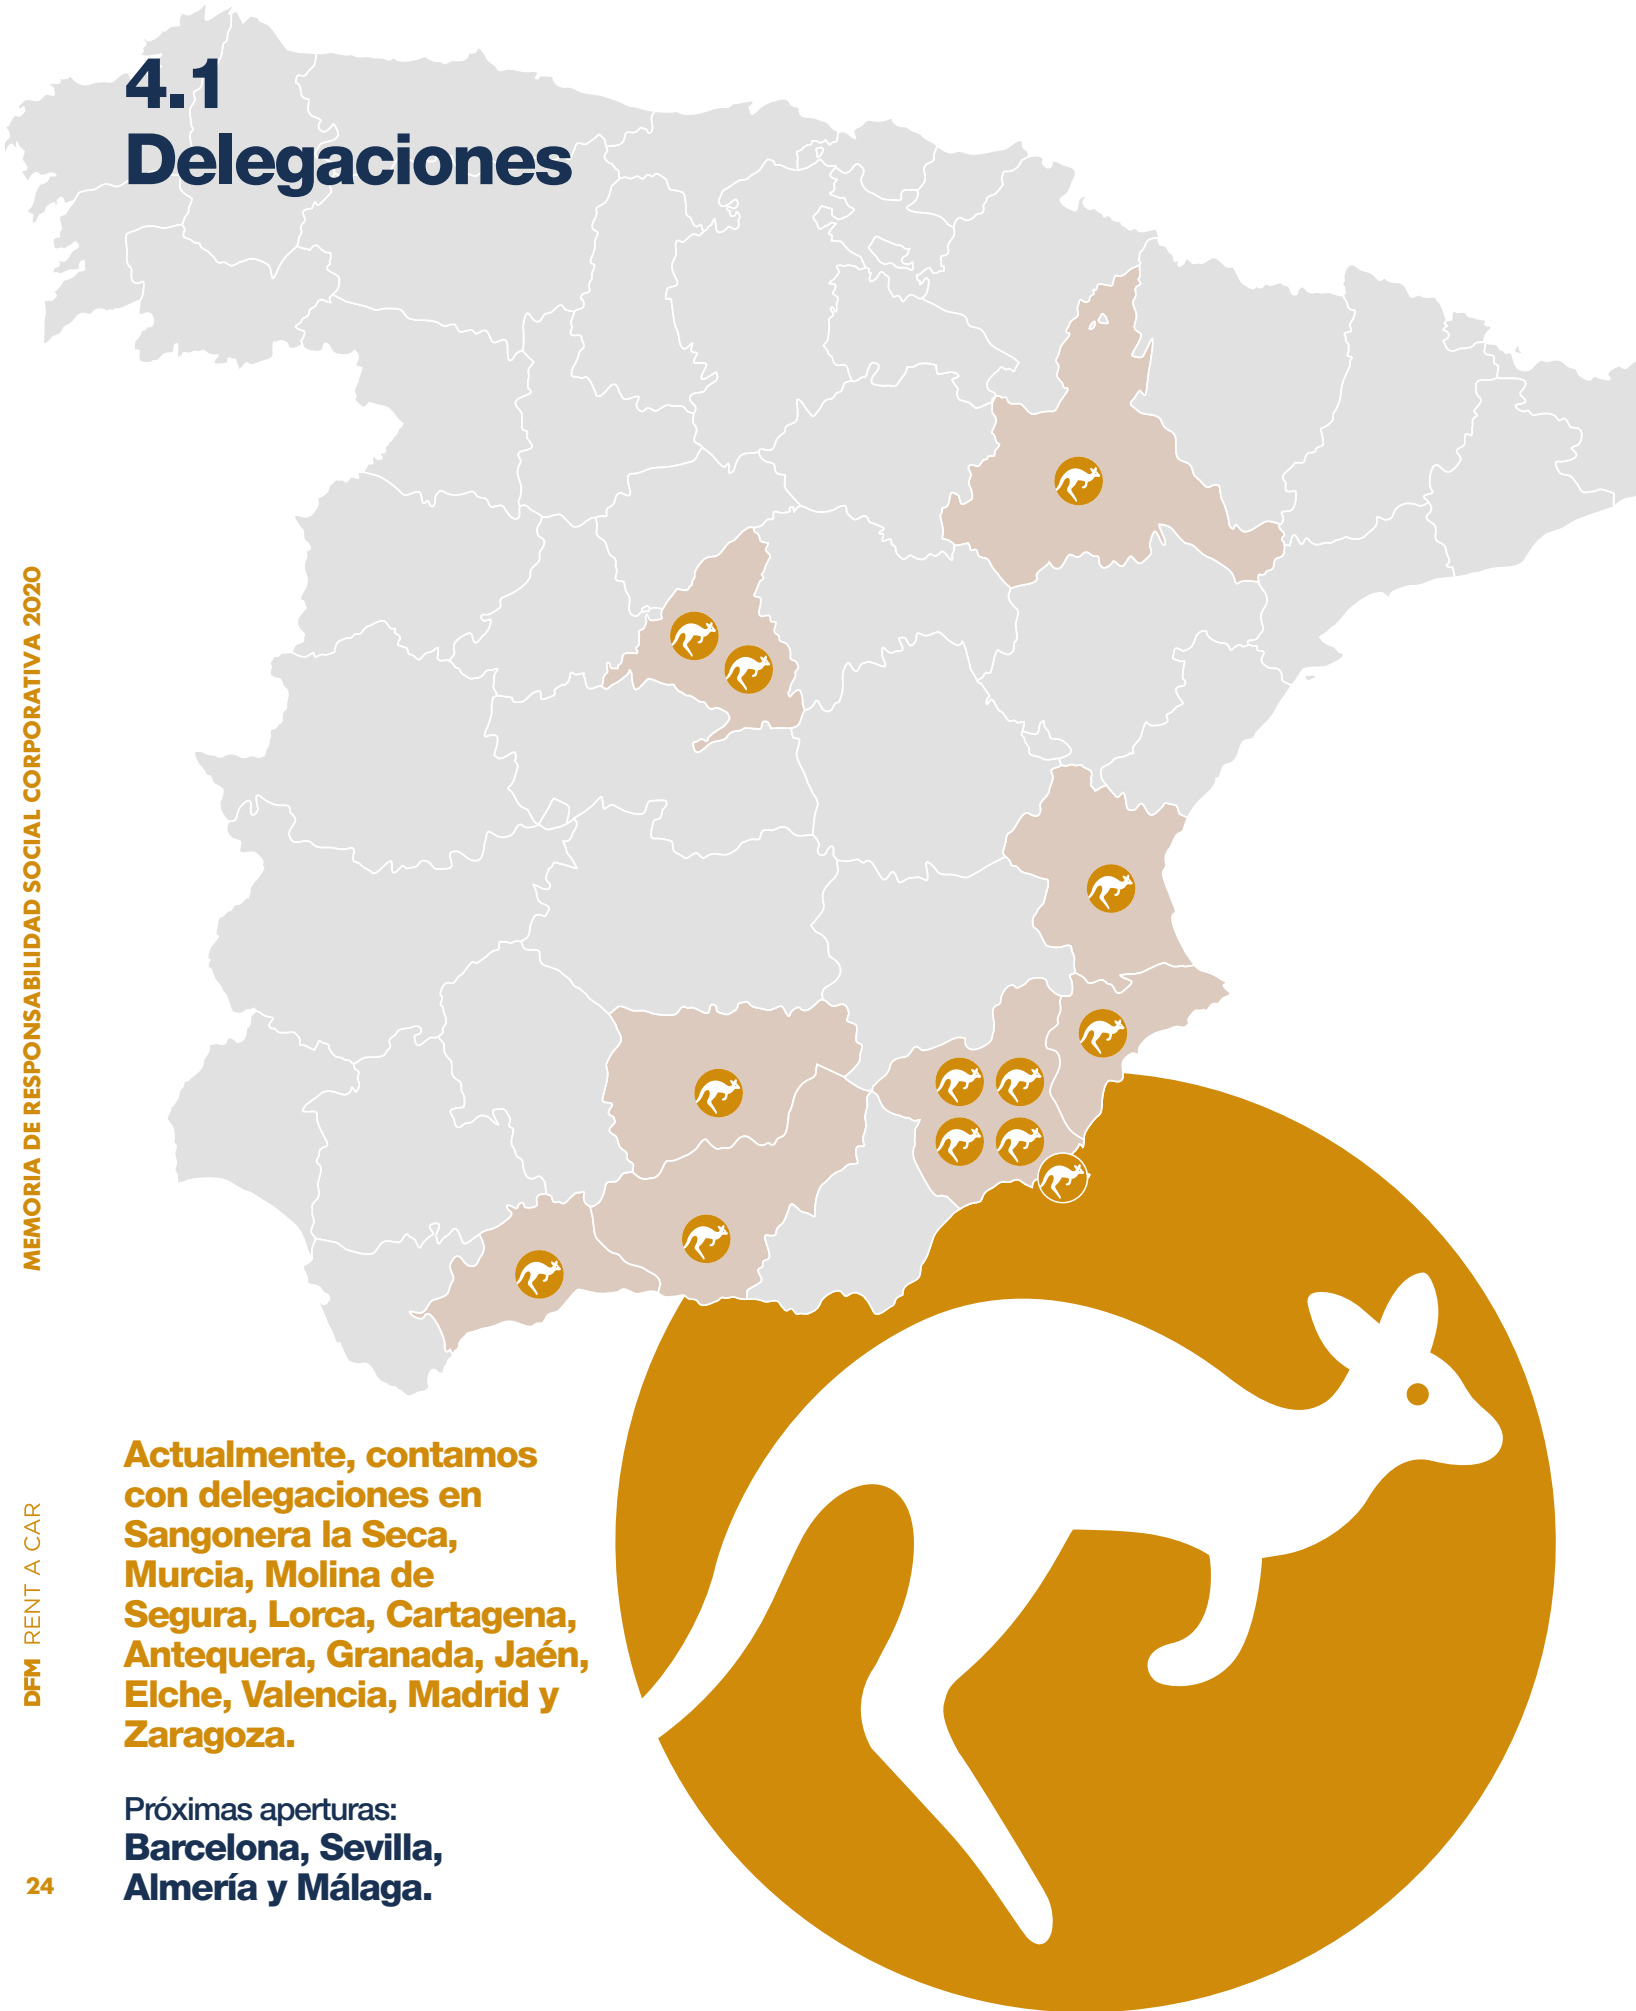 4.1
Delegaciones
MEMORIA DE RESPONSABILIDAD SOCIAL CORPORATIVA 2020
Actualmente, contamos
con delegaciones en
Sangonera la Seca,
Murcia, Molina de
Segura, Lorca, Cartagena,
Antequera, Granada, Jaén,
Elche, Valencia, Madrid y
Zaragoza.
Próximas aperturas:
Barcelona, Sevilla,
Almería y Málaga.
DFM RENT A CAR
24